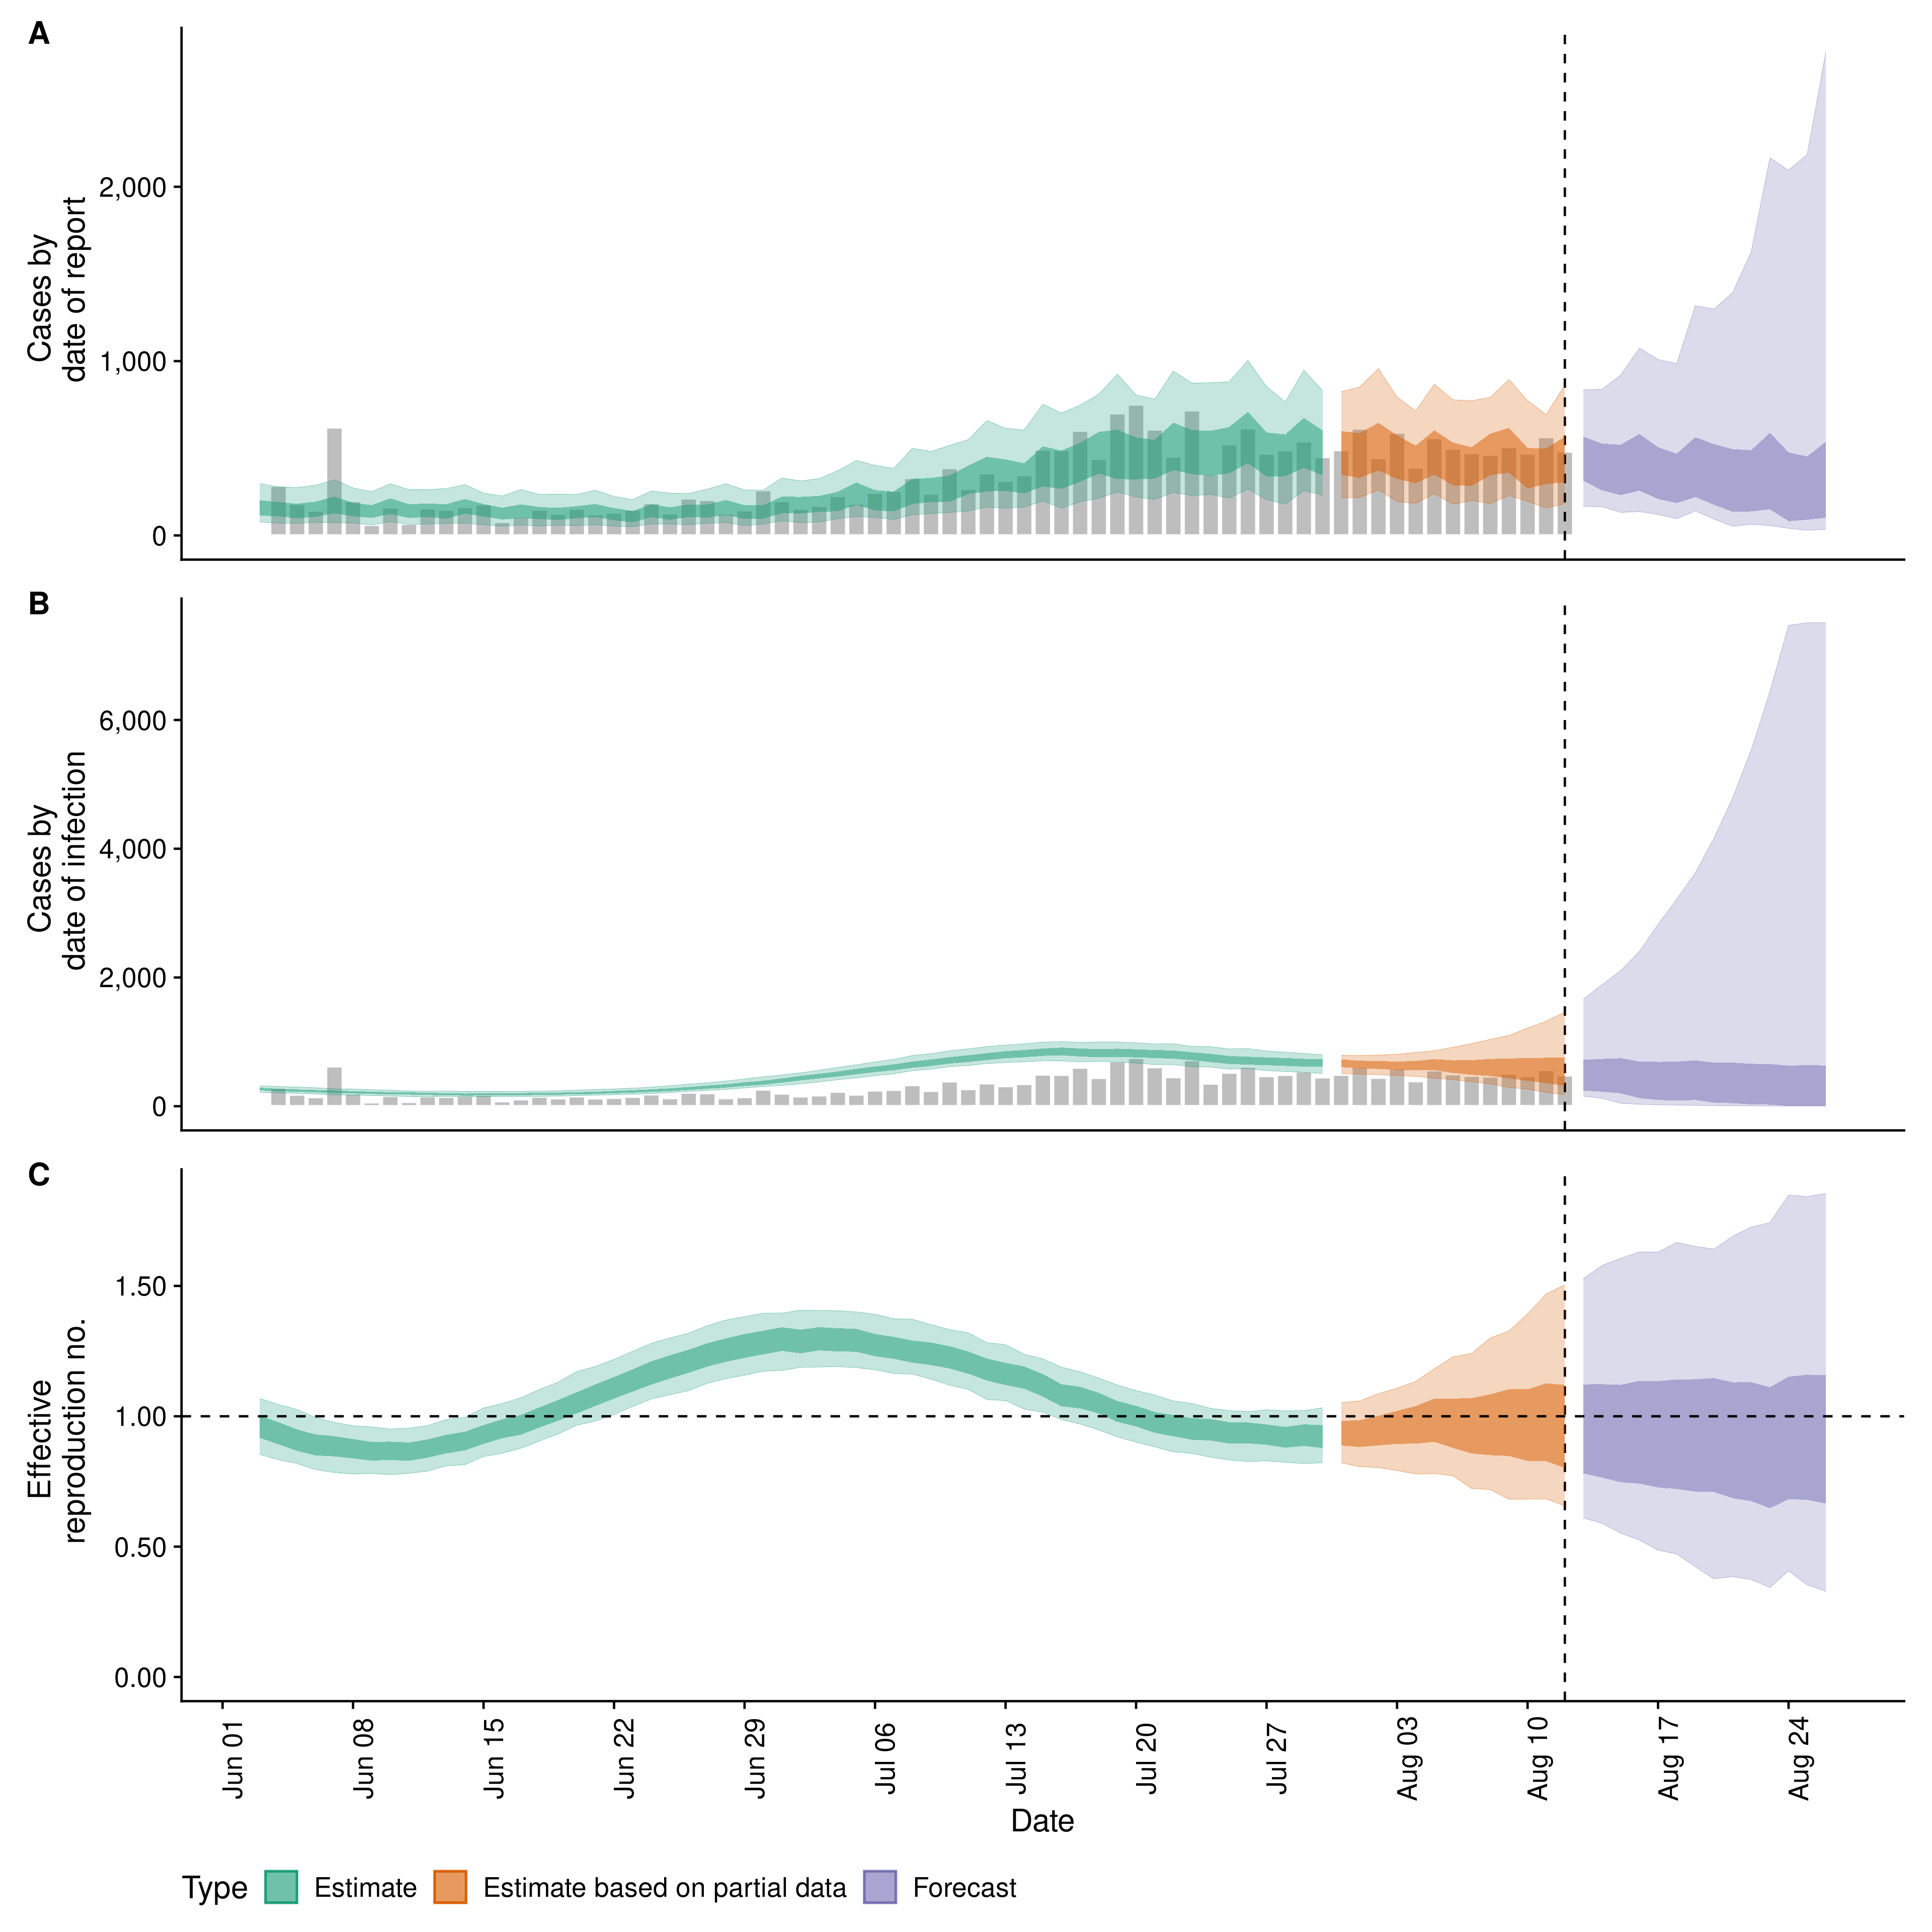 A
Cases by
date of report
2,000
1,000
0
B
Cases by
date of infection
6,000
4,000
2,000
0
C
Effective
reproduction no.
1.50
1.00
0.50
0.00
Jun 01
Jun 08
Jun 15
Jun 22
Jun 29
Jul 06
Jul 13
Jul 20
Jul 27
Aug 03
Aug 10
Aug 17
Aug 24
Date
Type
Estimate
Estimate based on partial data
Forecast